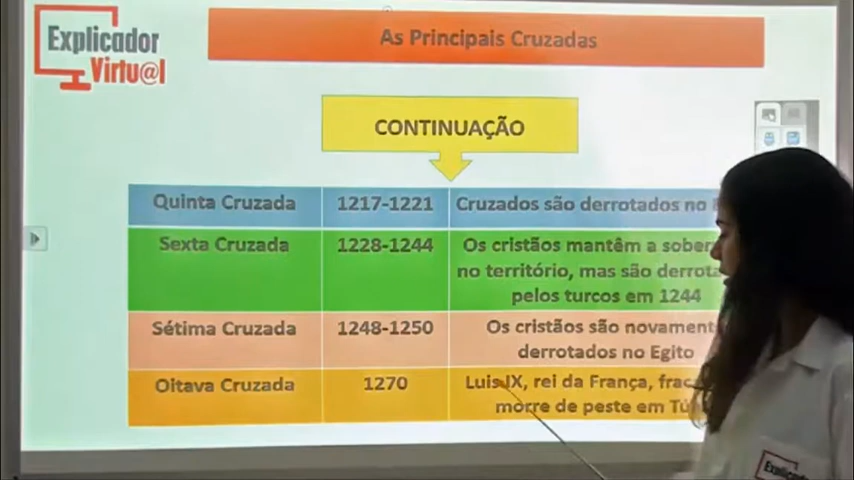 Explicador
Virtu@l
As Principais Cruzadas
CONTINUAÇÃO
Quinta Cruzada 1217-1221 Cruzados são derrotados no
Sexta Cruzada 1228-1244 Os cristãos mantêm a
no território, mas são
pelos turcos em 1244
Sétima Cruzada 1248-1250 Os cristãos são
derrotados no Egito
Oitava Cruzada 1270 Luis IX, rei da França,
morre de peste em